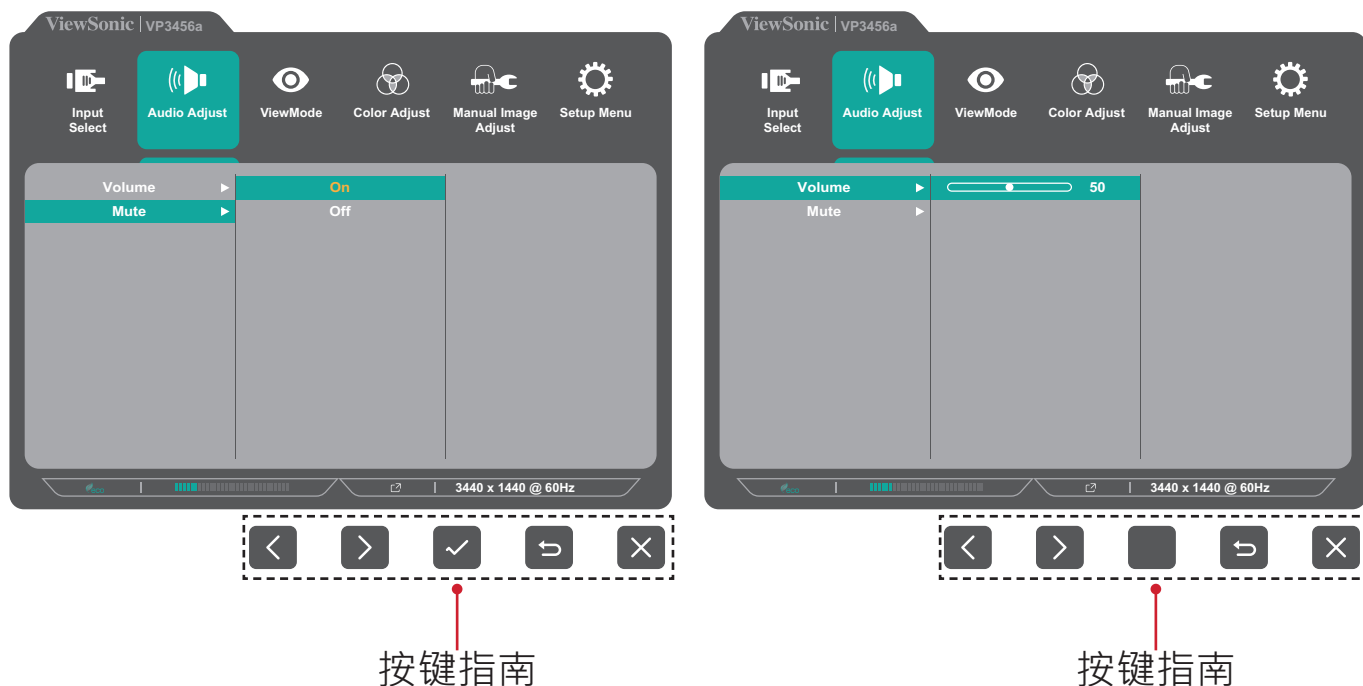 ViewSonic VP3456a
Input
Select
Audio Adjust
ViewMode
Color Adjust
Manual Image
Adjust
Setup Menu
Volume
On
Mute
Off
eco
3440 x 1440 @ 60Hz
按键指南
ViewSonic VP3456a
Input
Select
Audio Adjust
ViewMode
Color Adjust
Manual Image
Adjust
Setup Menu
Volume
50
Mute
eco
3440 x 1440 @ 60Hz
按键指南